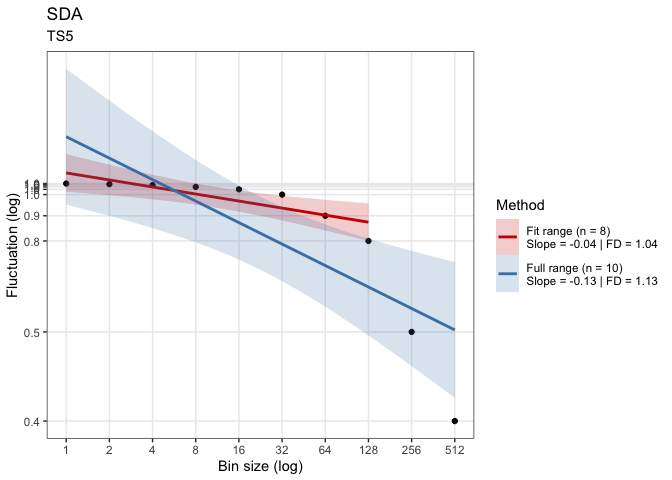 SDA
TS5
Fluctuation (log)
1.0
0.9
0.8
0.5
0.4
1
2
4
8
16
32
64
128
256
512
Bin size (log)
Method
Fit range (n = 8)
Slope = -0.04 | FD = 1.04
Full range (n = 10)
Slope = -0.13 | FD = 1.13